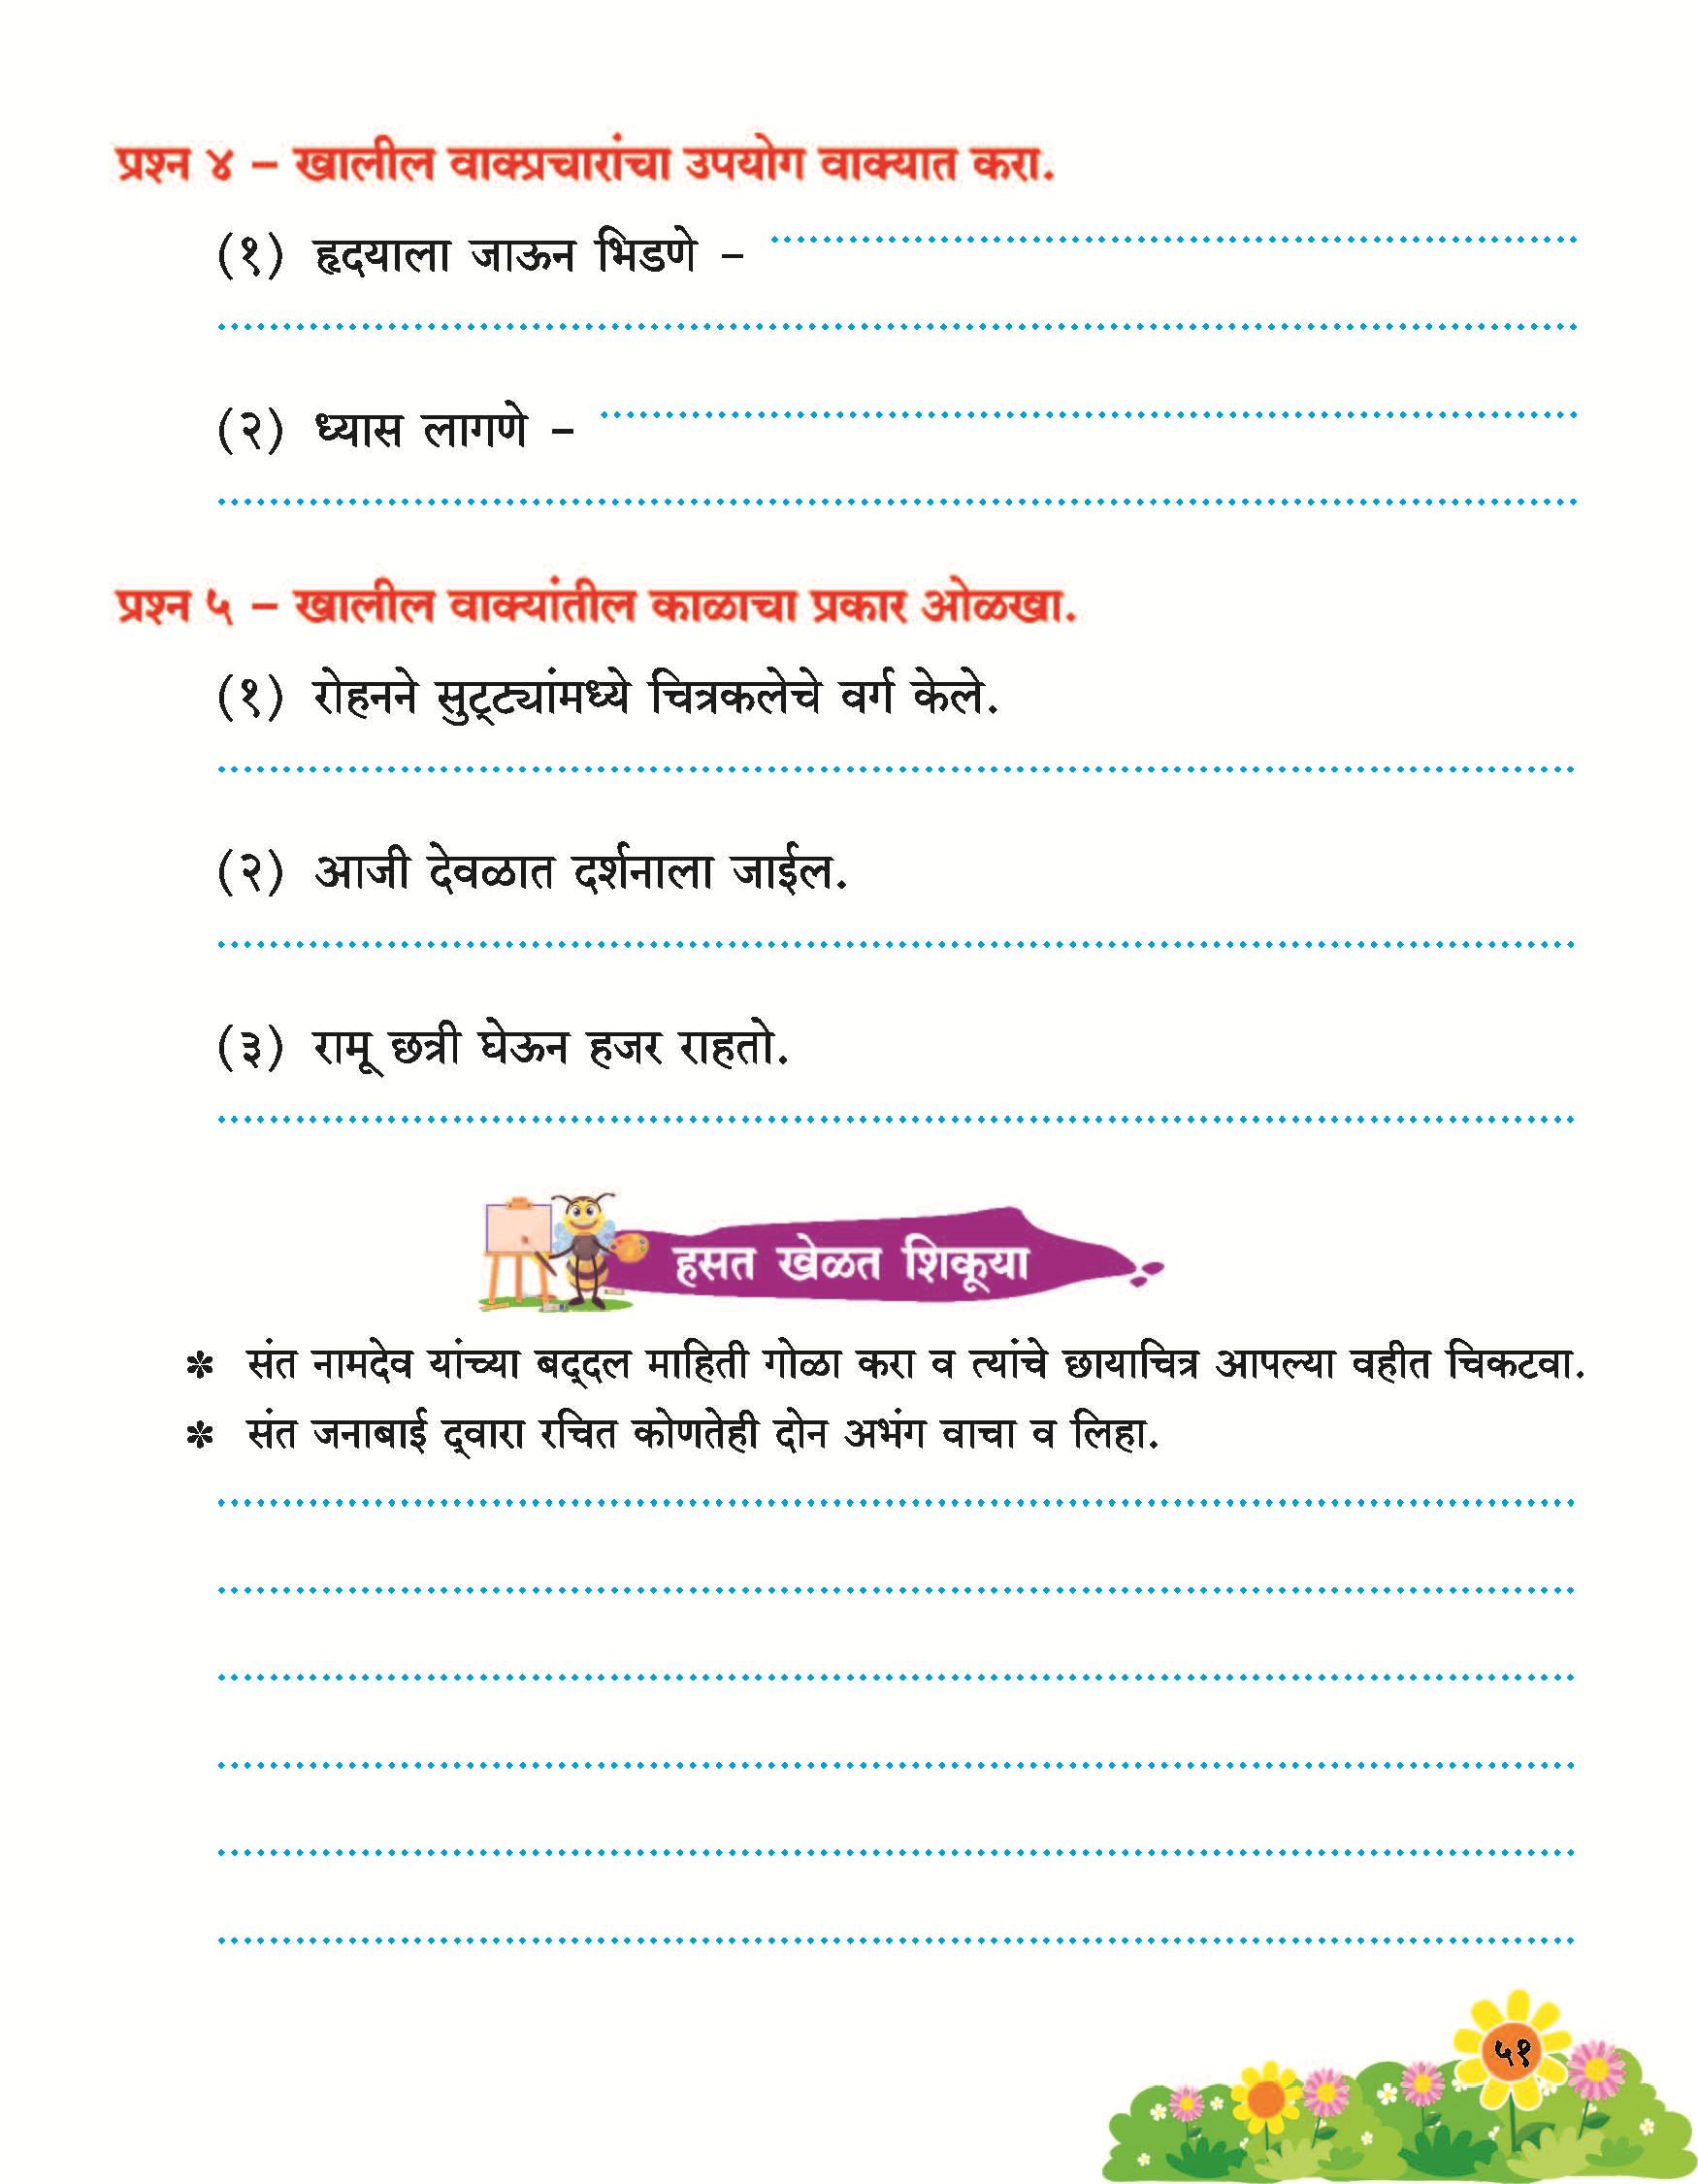 प्रश्न ४ – खालील वाक्प्रचारांचा उपयोग वाक्यात करा.
(१) हृदयाला जाऊन भिडणे –
(२) ध्यास लागणे –
प्रश्न ५ – खालील वाक्यांतील काळाचा प्रकार ओळखा.
(१) रोहनने सुट्ट्यांमध्ये चित्रकलेचे वर्ग केले.
(२) आजी देवळात दर्शनाला जाईल.
(३) रामू छत्री घेऊन हजर राहतो.
हसत खेळत शिकूया
✽ संत नामदेव यांच्या बद्दल माहिती गोळा करा व त्यांचे छायाचित्र आपल्या वहीत चिकटवा.
✽ संत जनाबाई द्वारा रचित कोणतेही दोन अभंग वाचा व लिहा.
५१